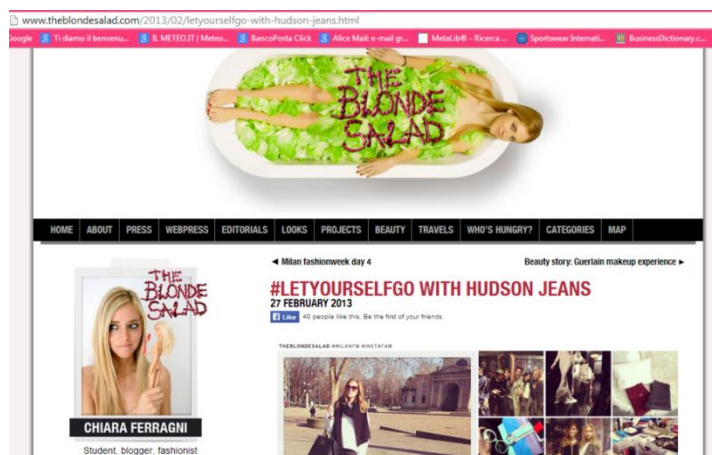 www.theblondesalad.com/2013/02/letyourselfgo-with-hudson-jeans.html
Google Ti diamo il benvenu... IL METEO.IT | Meteo... BancoPosta Click Alice Mail: e-mail gr... MetaLib® - Ricerca ... Sportswear Internati... BusinessDictionary.c...
THE
BLONDE
SALAD
HOME ABOUT PRESS WEBPRESS EDITORIALS LOOKS PROJECTS BEAUTY TRAVELS WHO'S HUNGRY? CATEGORIES MAP
◄ Milan fashionweek day 4 Beauty story: Guerlain makeup experience ►
THE
BLONDE
SALAD
#LETYOURSELFGO WITH HUDSON JEANS
27 FEBRUARY 2013
Like 40 people like this. Be the first of your friends.
THEBLONDESALAD #MILANFW #INSTAFAM
CHIARA FERRAGNI
Student, blogger, fashionist